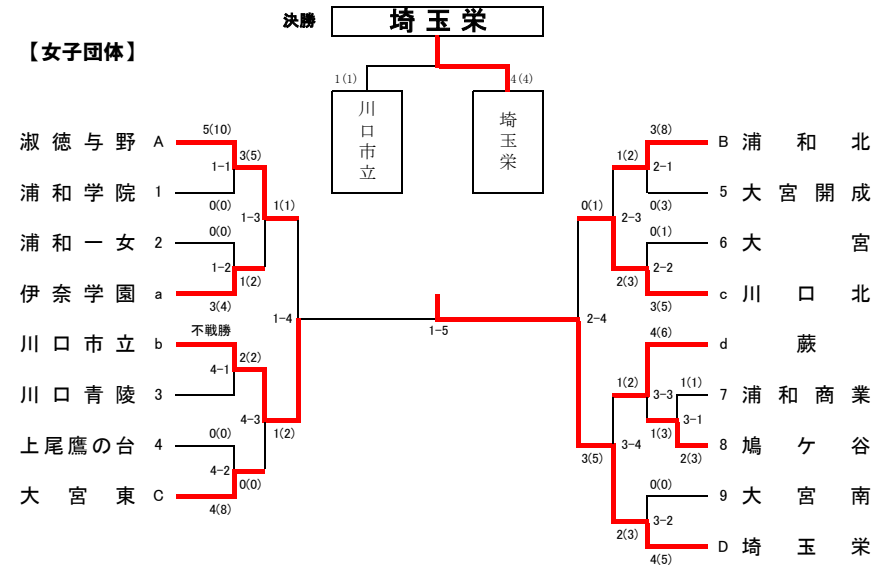 決勝 埼玉栄
【女子団体】
1(1) 4(4)
川口市立
埼玉栄
5(10)
淑徳与野 A
3(5)
1-1
浦和学院 1
0(0)
1(1)
1-3
0(0)
浦和一女 2
1-2
1(2)
伊奈学園 a
3(4)
1-4
不戦勝
川口市立 b
2(2)
4-1
川口青陵 3
4-3
1(2)
0(0)
上尾鷹の台 4
4-2
0(0)
大宮東 C
4(8)
1-5
3(8)
B 浦和北
1(2)
2-1
5 大宮開成
0(3)
0(1)
2-3
0(1)
6 大宮
2-2
2(3)
c 川口北
3(5)
2-4
4(6)
d 蕨
1(2)
3-3
1(1)
7 浦和商業
3-1
1(3)
8 鳩ケ谷
2(3)
3-4
3(5)
0(0)
9 大宮南
3-2
2(3)
D 埼玉栄
4(5)